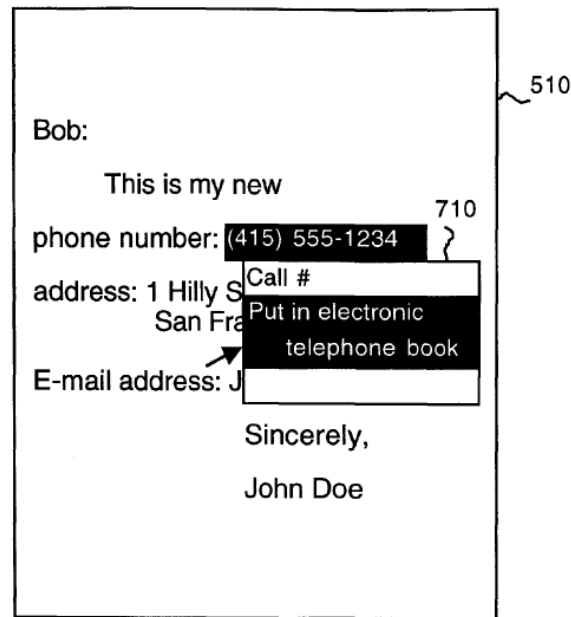 510
Bob:
This is my new
710
phone number: (415) 555-1234
Call #
address: 1 Hilly S
Put in electronic
San Fra
telephone book
E-mail address: J
Sincerely,
John Doe